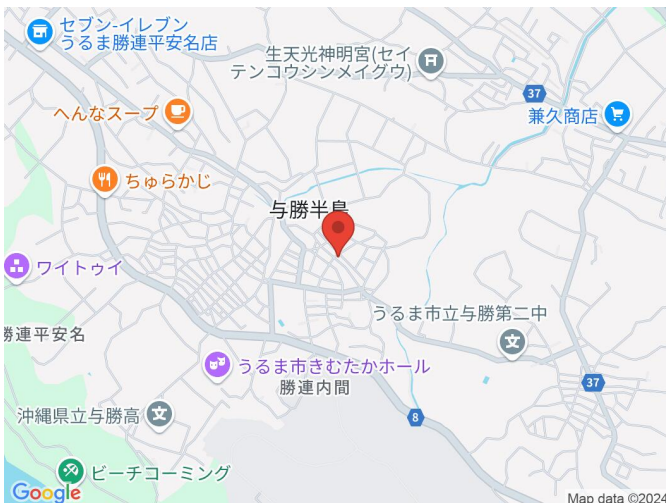 セブン-イレブン
うるま勝連平安名店
生天光神明宮(セイ
テンコウシンメイグウ)
37
兼久商店
へんなスープ
ちゅらかじ
与勝半島
ワイトゥイ
うるま市立与勝第二中
勝連平安名
うるま市きむたかホール
勝連内間
37
沖縄県立与勝高
8
ビーチコーミング
Google
Map data ©2024